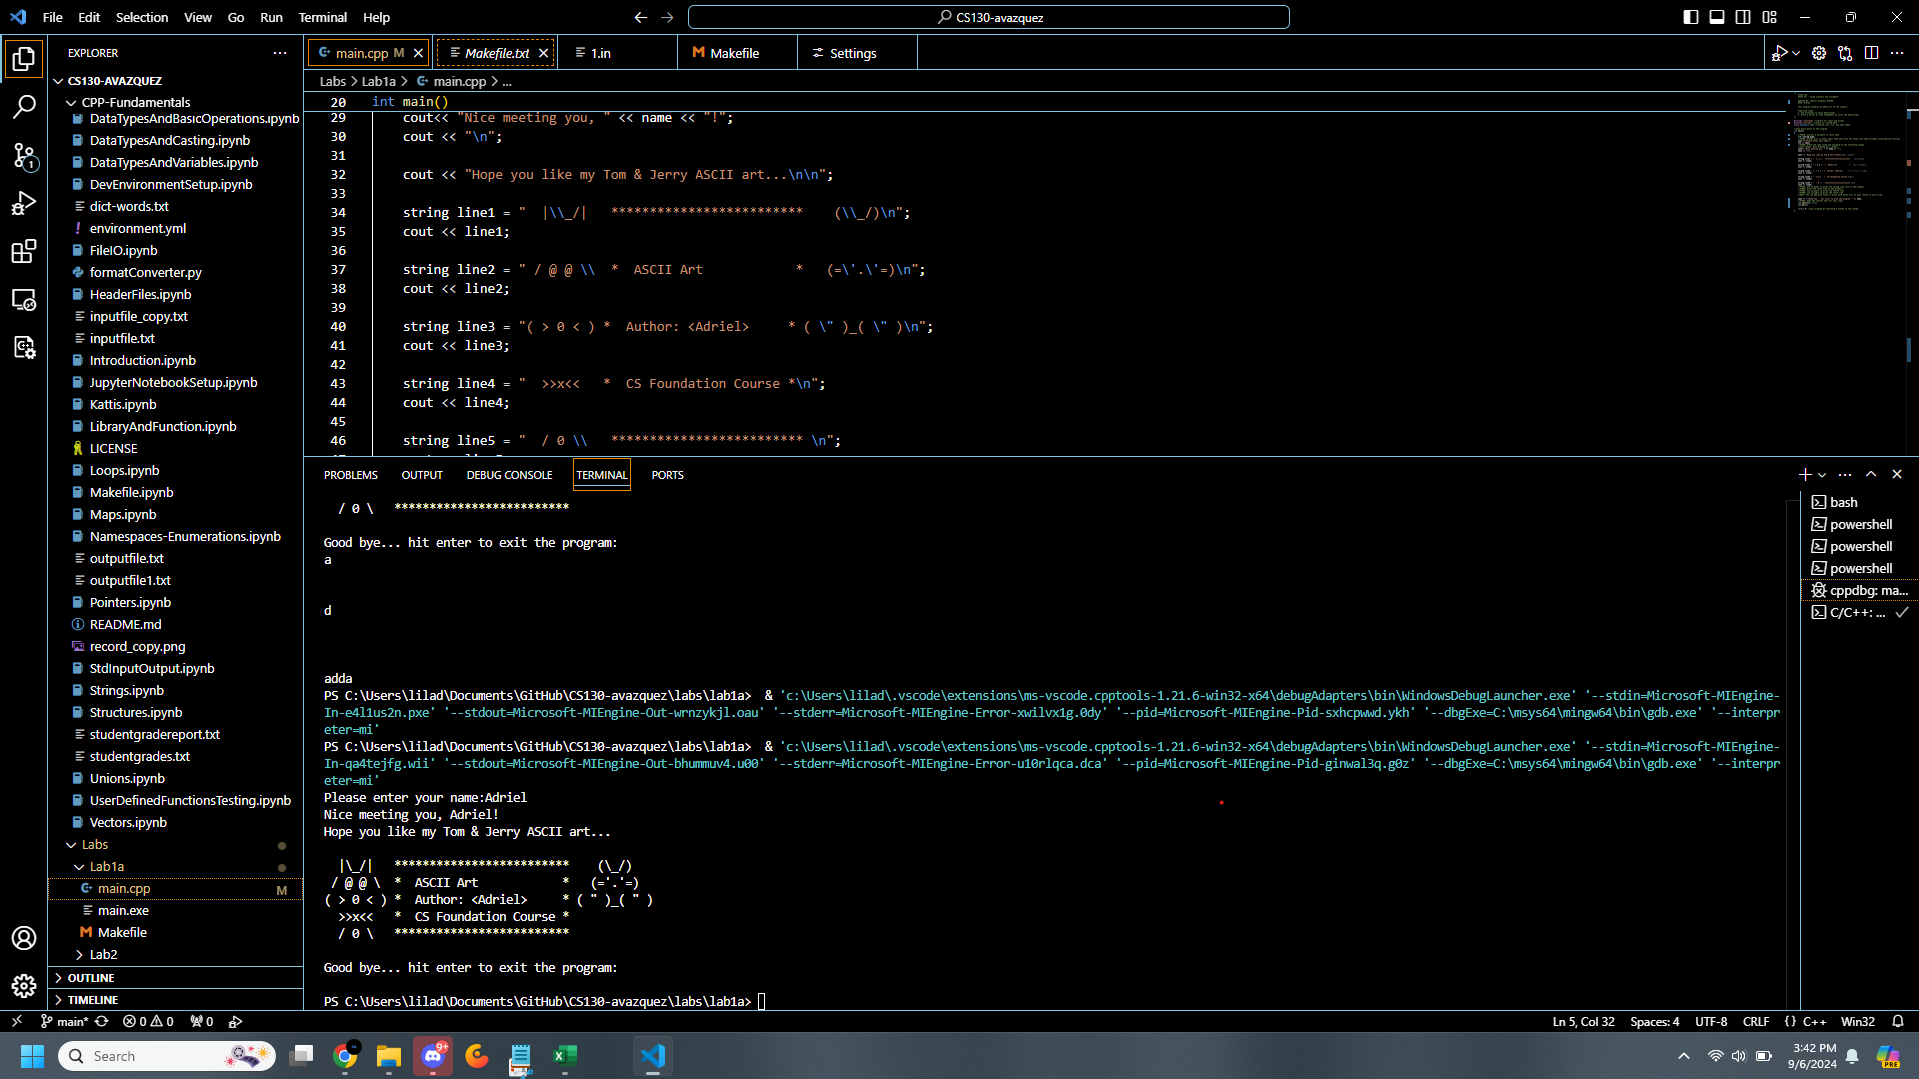 File Edit Selection View Go Run Terminal Help
CS130-avazquez
EXPLORER
CS130-AVAZQUEZ
CPP-Fundamentals
DataTypesAndBasicOperations.ipynb
DataTypesAndCasting.ipynb
DataTypesAndVariables.ipynb
DevEnvironmentSetup.ipynb
dict-words.txt
environment.yml
FileIO.ipynb
formatConverter.py
HeaderFiles.ipynb
inputfile_copy.txt
inputfile.txt
Introduction.ipynb
JupyterNotebookSetup.ipynb
Kattis.ipynb
LibraryAndFunction.ipynb
LICENSE
Loops.ipynb
Makefile.ipynb
Maps.ipynb
Namespaces-Enumerations.ipynb
outputfile.txt
outputfile1.txt
Pointers.ipynb
README.md
record_copy.png
StdInputOutput.ipynb
Strings.ipynb
Structures.ipynb
studentgradereport.txt
studentgrades.txt
Unions.ipynb
UserDefinedFunctionsTesting.ipynb
Vectors.ipynb
Labs
Lab1a
main.cpp M
main.exe
Makefile
Lab2
OUTLINE
TIMELINE
main.cpp M Makefile.txt 1.in Makefile Settings
Labs > Lab1a > main.cpp > ...
20 int main()
29 cout<< "Nice meeting you, " << name << "!";
30 cout << "\n";
31
32 cout << "Hope you like my Tom & Jerry ASCII art...\n\n";
33
34 string line1 = "  |\\_/|   *************************    (\\_/)\n";
35 cout << line1;
36
37 string line2 = " / @ @ \\  *  ASCII Art            *   (=\'.\'=)\n";
38 cout << line2;
39
40 string line3 = "( > 0 < ) *  Author: <Adriel>     * ( \" )_( \" )\n";
41 cout << line3;
42
43 string line4 = "  >>x<<   *  CS Foundation Course *\n";
44 cout << line4;
45
46 string line5 = "  / 0 \\   ************************* \n";
PROBLEMS OUTPUT DEBUG CONSOLE TERMINAL PORTS
  / 0 \   *************************
Good bye... hit enter to exit the program:
a
d
adda
PS C:\Users\lilad\Documents\GitHub\CS130-avazquez\labs\lab1a>  & 'c:\Users\lilad\.vscode\extensions\ms-vscode.cpptools-1.21.6-win32-x64\debugAdapters\bin\WindowsDebugLauncher.exe' '--stdin=Microsoft-MIEngine-
In-e4l1us2n.pxe' '--stdout=Microsoft-MIEngine-Out-wrnzykjl.oau' '--stderr=Microsoft-MIEngine-Error-xwilvx1g.0dy' '--pid=Microsoft-MIEngine-Pid-sxhcpwwd.ykh' '--dbgExe=C:\msys64\mingw64\bin\gdb.exe' '--interpr
eter=mi'
PS C:\Users\lilad\Documents\GitHub\CS130-avazquez\labs\lab1a>  & 'c:\Users\lilad\.vscode\extensions\ms-vscode.cpptools-1.21.6-win32-x64\debugAdapters\bin\WindowsDebugLauncher.exe' '--stdin=Microsoft-MIEngine-
In-qa4tejfg.wii' '--stdout=Microsoft-MIEngine-Out-bhummuv4.u00' '--stderr=Microsoft-MIEngine-Error-u10rlqca.dca' '--pid=Microsoft-MIEngine-Pid-ginwal3q.g0z' '--dbgExe=C:\msys64\mingw64\bin\gdb.exe' '--interpr
eter=mi'
Please enter your name:Adriel
Nice meeting you, Adriel!
Hope you like my Tom & Jerry ASCII art...
  |\_/|   *************************    (\_/)
 / @ @ \  *  ASCII Art            *   (='.'=)
( > 0 < ) *  Author: <Adriel>     * ( " )_( " )
  >>x<<   *  CS Foundation Course *
  / 0 \   *************************
Good bye... hit enter to exit the program:
PS C:\Users\lilad\Documents\GitHub\CS130-avazquez\labs\lab1a>
bash
powershell
powershell
powershell
cppdbg: ma...
C/C++: ...
1
main* 0 0 0 Ln 5, Col 32 Spaces: 4 UTF-8 CRLF {} C++ Win32
Search
9+
3:42 PM
9/6/2024
PRE